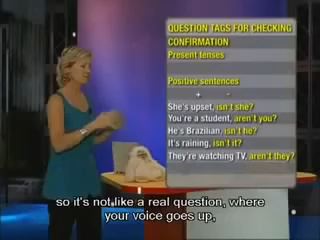 QUESTION TAGS FOR CHECKING
CONFIRMATION
Present tenses
Positive sentences
+ -
She's upset, isn't she?
You're a student, aren't you?
He's Brazilian, isn't he?
It's raining, isn't it?
They're watching TV, aren't they?
so it's not like a real question, where
your voice goes up,